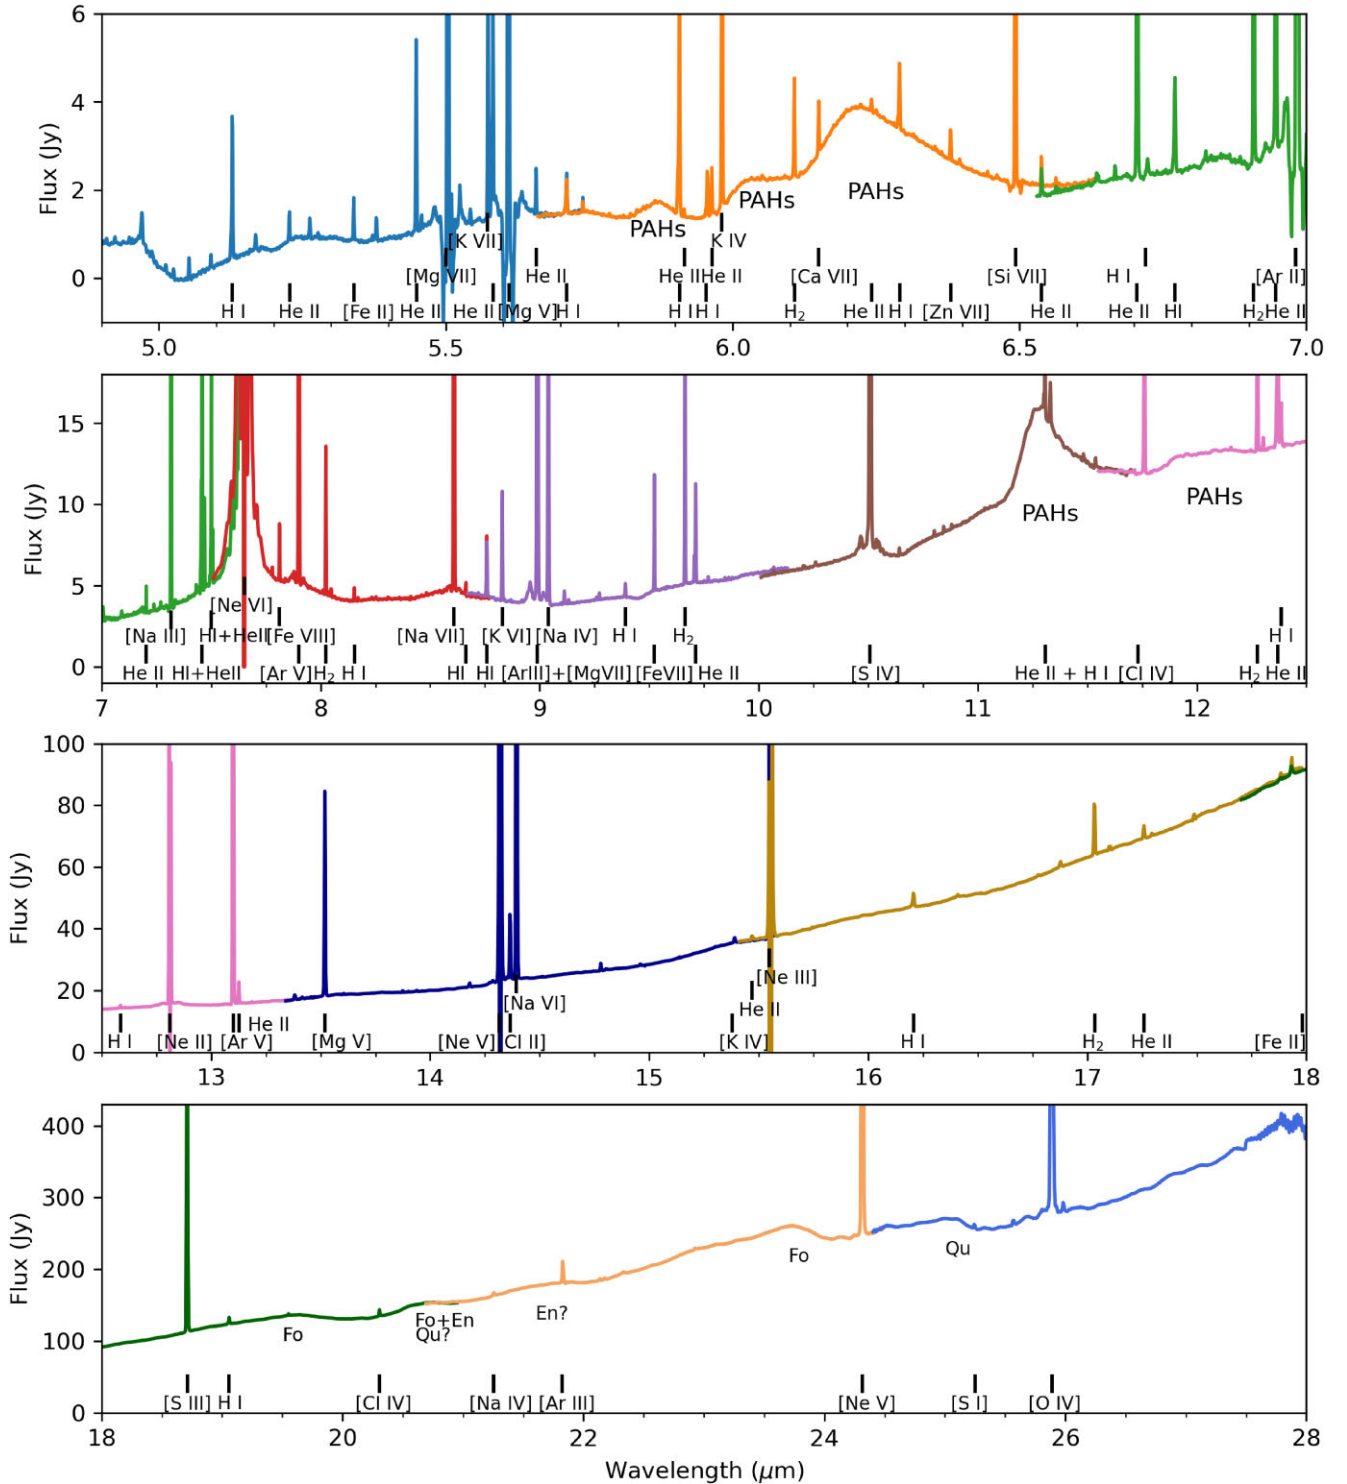 6
4
2
0
Flux (Jy)
PAHs
PAHs
PAHs
[K VII]
K IV
[Mg VII]
He II
He II
He II
[Ca VII]
[Si VII]
H I
[Ar II]
H I
He II
[Fe II]
He II
He II
[Mg V]
H I
H I
H I
H2
He II
H I
[Zn VII]
He II
He II
HI
H2
He II
5.0 5.5 6.0 6.5 7.0
15
10
5
0
Flux (Jy)
PAHs
PAHs
[Ne VI]
[Na III]
HI+HeII
[Fe VIII]
[Na VII]
[K VI]
[Na IV]
H I
H2
H I
He II
HI+HeII
[Ar V]
H2
H I
HI
HI
[ArIII]+[MgVII]
[FeVII]
He II
[S IV]
He II + H I
[Cl IV]
H2
He II
7 8 9 10 11 12
100
80
60
40
20
0
Flux (Jy)
[Ne III]
[Na VI]
He II
He II
H I
[Ne II]
[Ar V]
[Mg V]
[Ne V]
Cl II]
[K IV]
H I
H2
He II
[Fe II]
13 14 15 16 17 18
400
300
200
100
0
Flux (Jy)
Fo
Fo+En
Qu?
En?
Fo
Qu
[S III]
H I
[Cl IV]
[Na IV]
[Ar III]
[Ne V]
[S I]
[O IV]
18 20 22 24 26 28
Wavelength (μm)